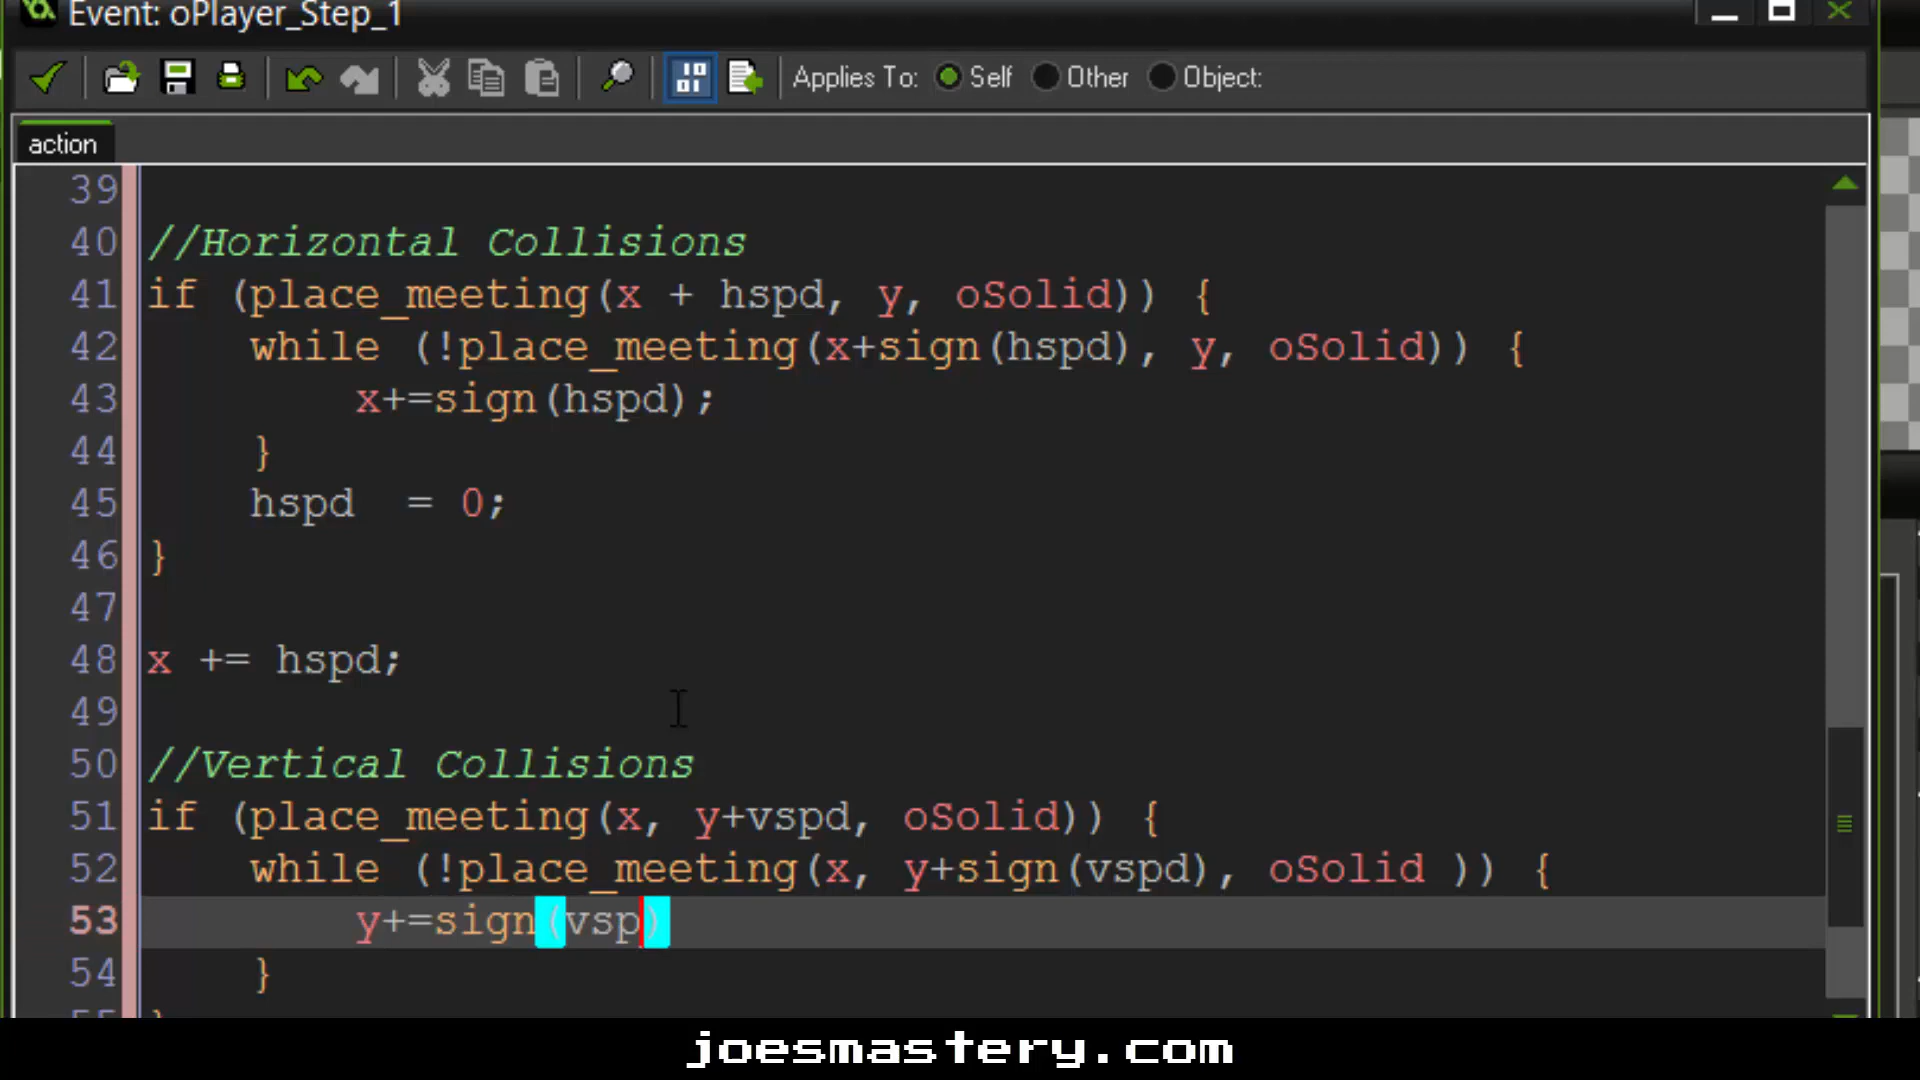 Event: oPlayer_Step_1
Applies To: Self Other Object:
action
39
40 //Horizontal Collisions
41 if (place_meeting(x + hspd, y, oSolid)) {
42 while (!place_meeting(x+sign(hspd), y, oSolid)) {
43 x+=sign(hspd);
44 }
45 hspd  = 0;
46 }
47
48 x += hspd;
49
50 //Vertical Collisions
51 if (place_meeting(x, y+vspd, oSolid)) {
52 while (!place_meeting(x, y+sign(vspd), oSolid )) {
53 y+=sign(vsp)
54 }
joesmastery.com